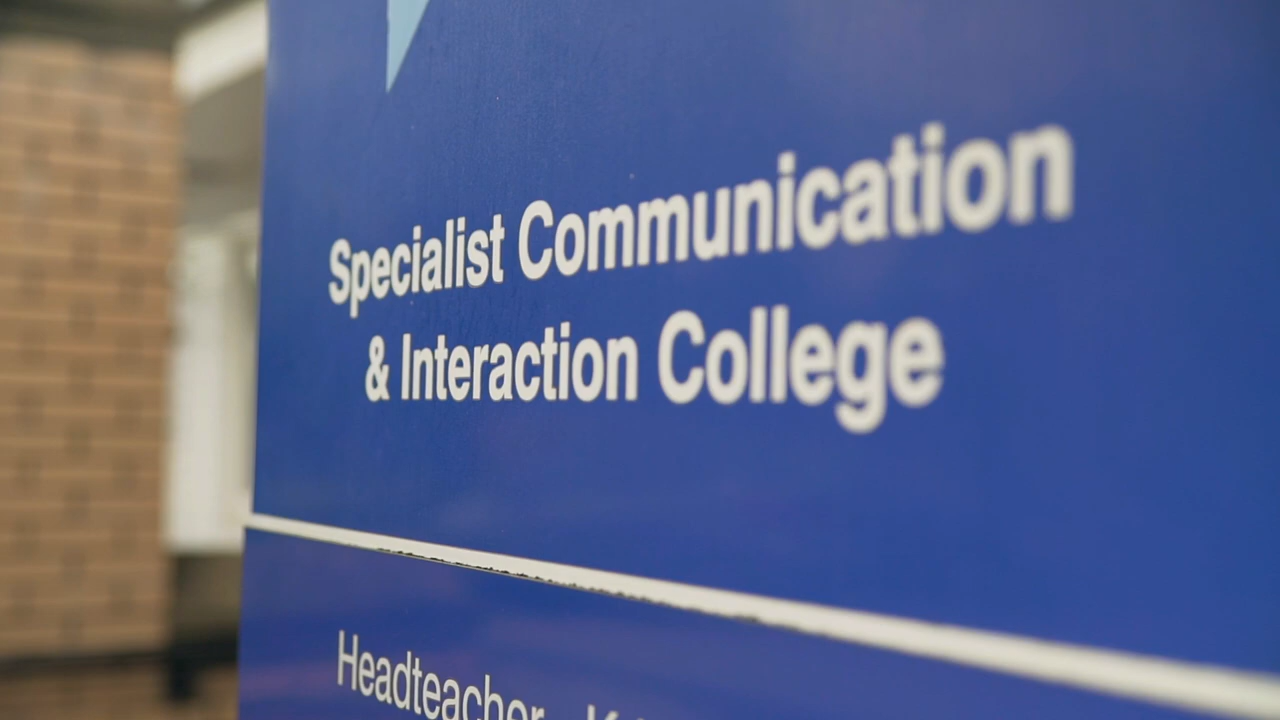 Specialist Communication
& Interaction College
Headteacher